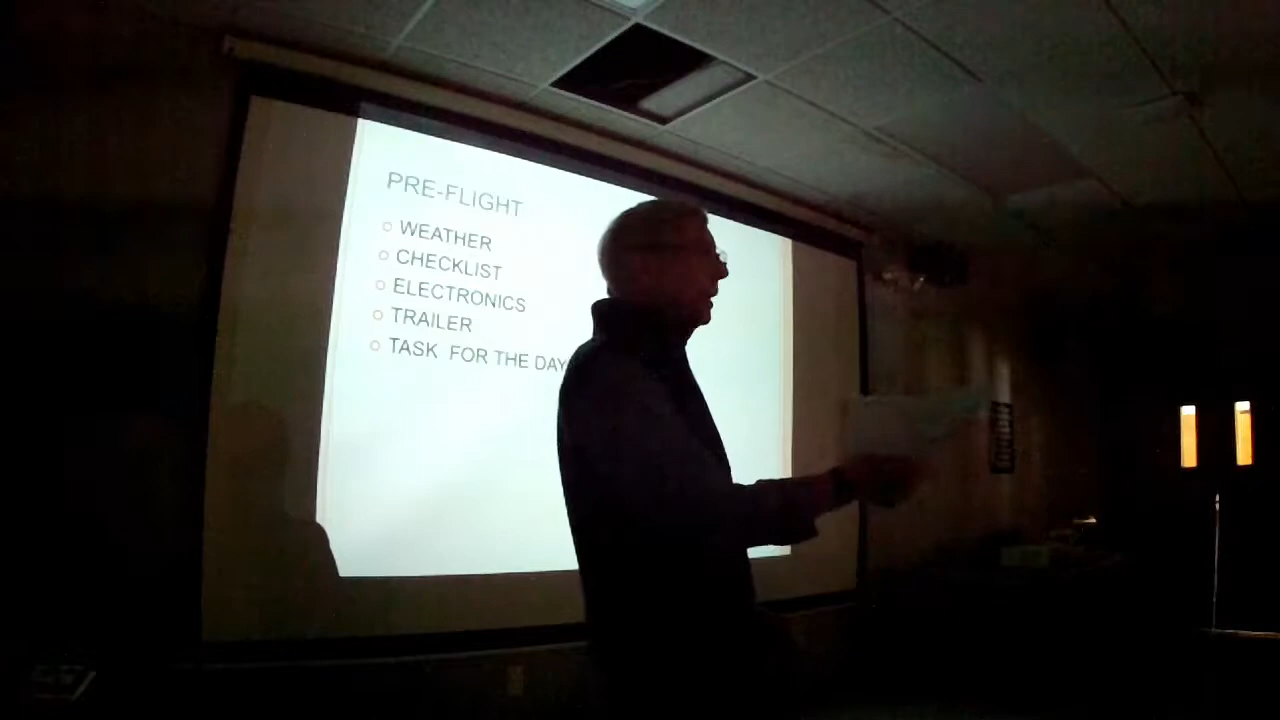 PRE-FLIGHT
WEATHER
CHECKLIST
ELECTRONICS
TRAILER
TASK FOR THE DAY